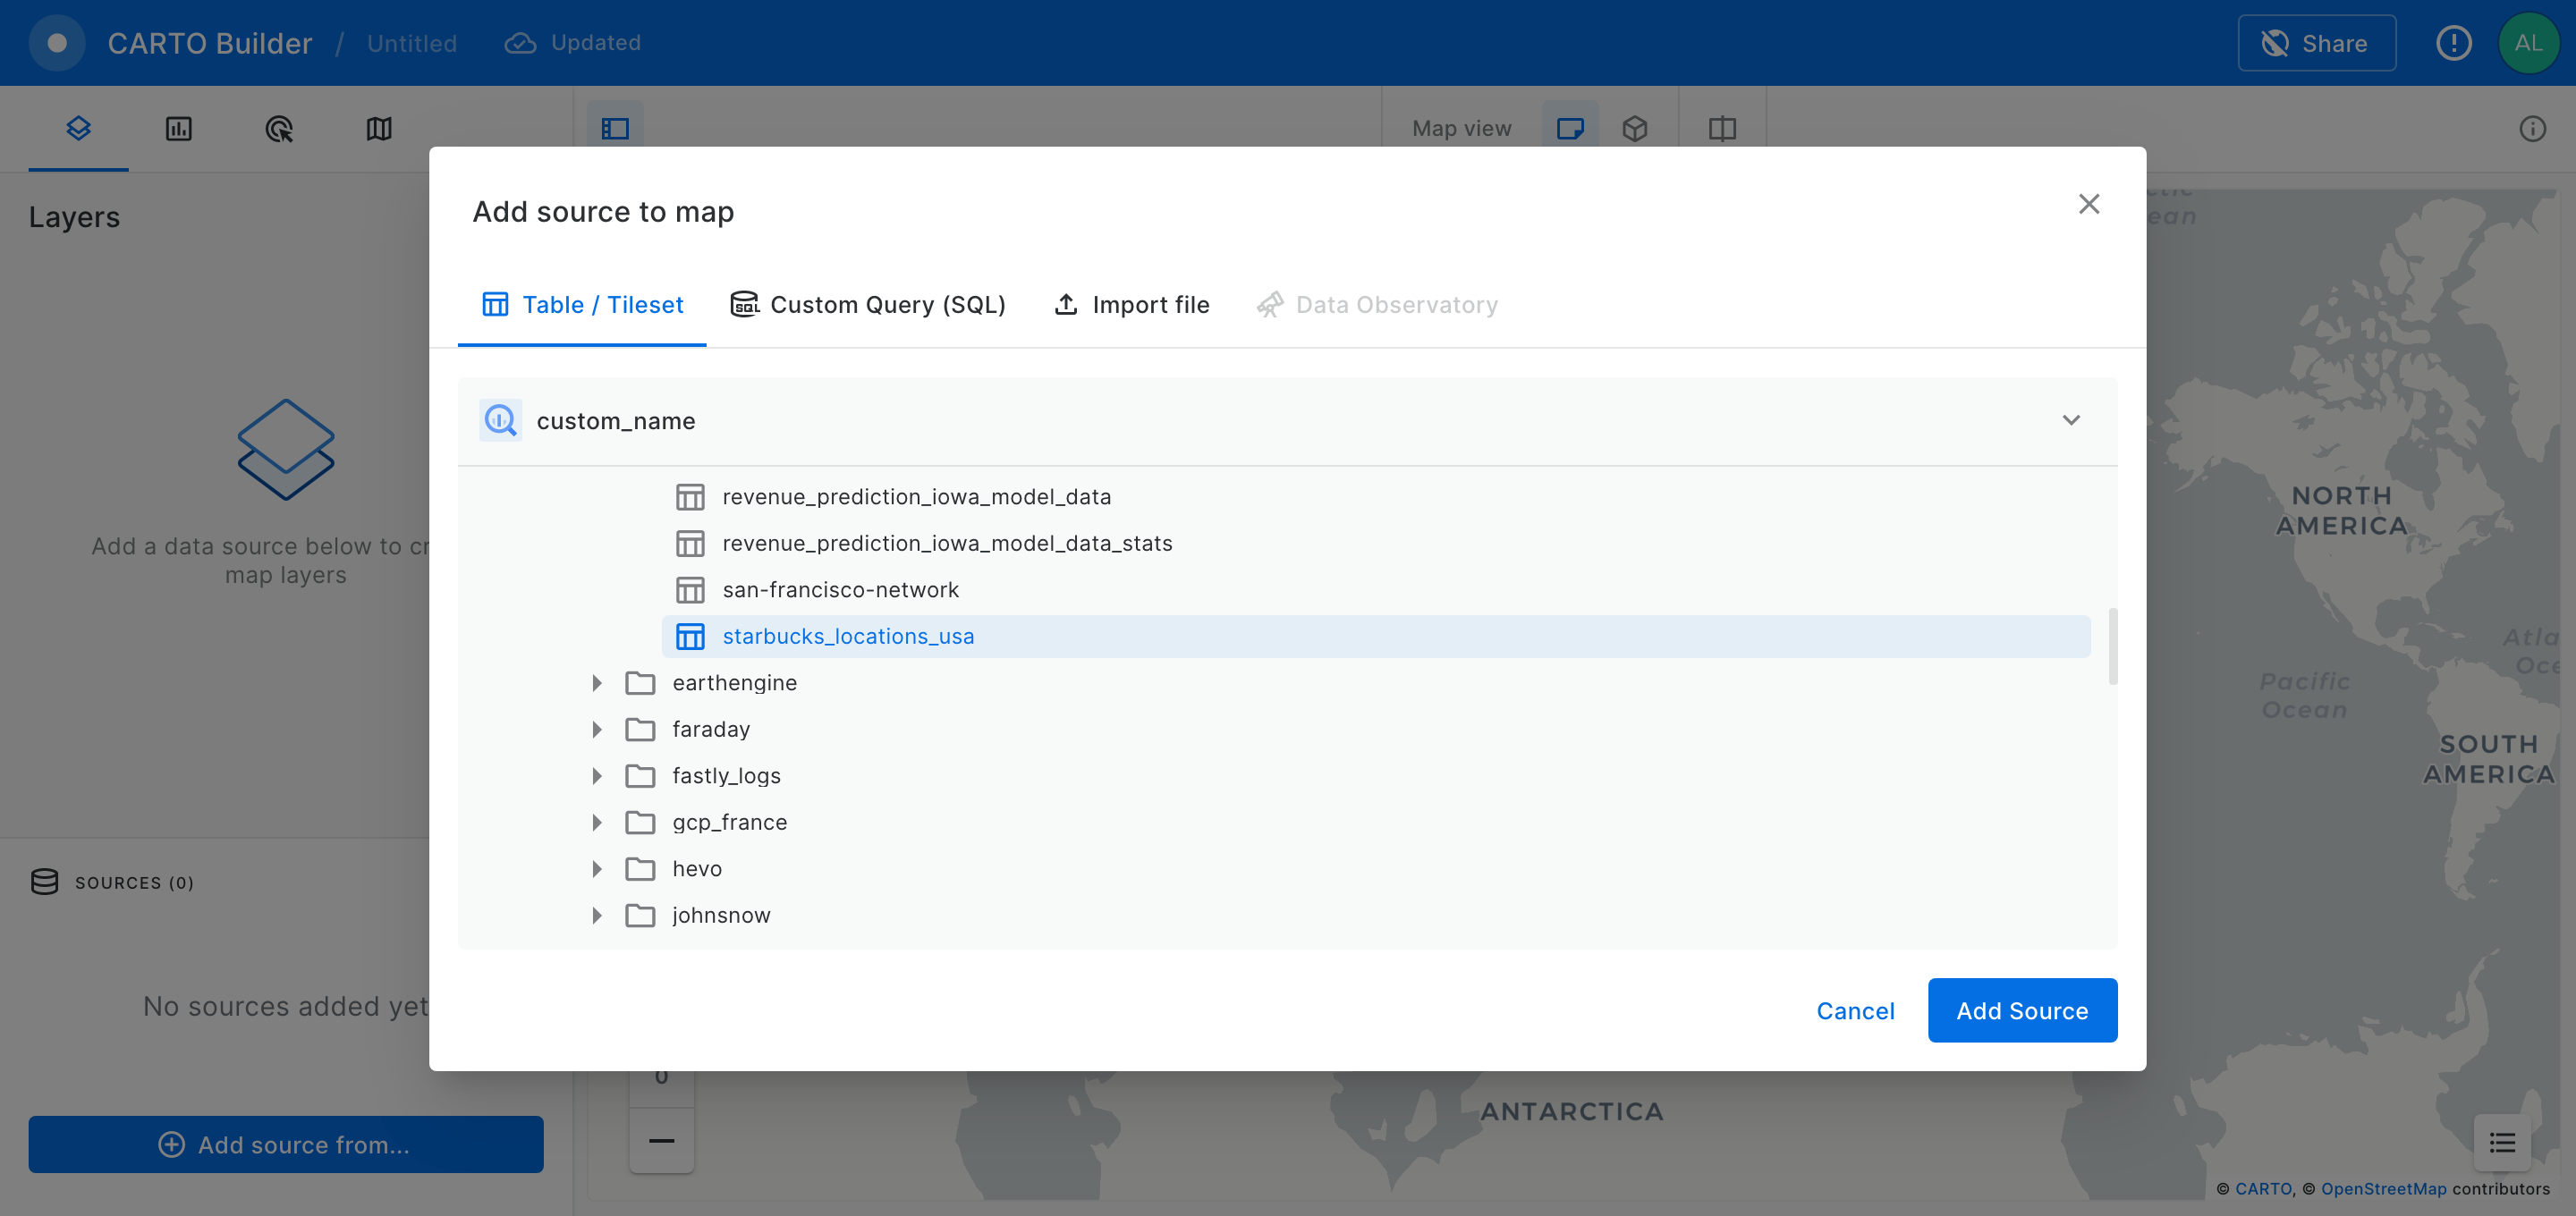 CARTO Builder / Untitled Updated Share AL
Map view
Layers
Add a data source below to cr
map layers
SOURCES (0)
No sources added yet
Add source from...
Add source to map
Table / Tileset Custom Query (SQL) Import file Data Observatory
custom_name
revenue_prediction_iowa_model_data
revenue_prediction_iowa_model_data_stats
san-francisco-network
starbucks_locations_usa
earthengine
faraday
fastly_logs
gcp_france
hevo
johnsnow
Cancel Add Source
0
ctic
ean
NORTH
AMERICA
Atla
Oce
Pacific
Ocean
SOUTH
AMERICA
ANTARCTICA
© CARTO, © OpenStreetMap contributors